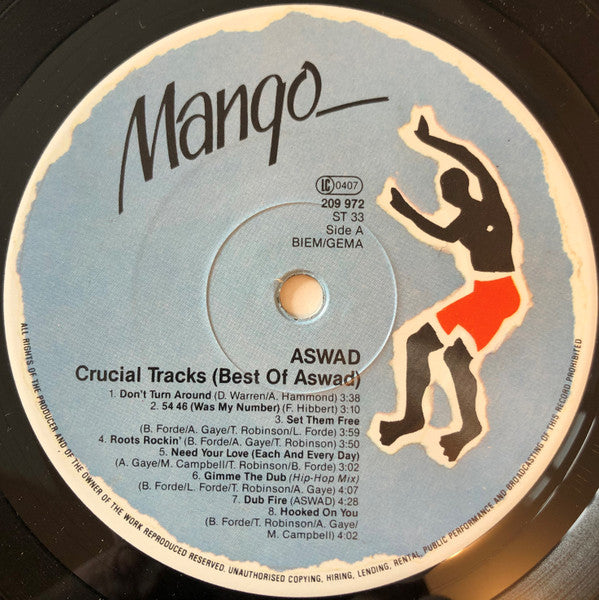 Mango
LC 0407
209 972
ST 33
Side A
BIEM/GEMA
ASWAD
Crucial Tracks (Best Of Aswad)
1. Don't Turn Around (D. Warren/A. Hammond) 3:38
2. 54 46 (Was My Number) (F. Hibbert) 3:10
3. Set Them Free
(B. Forde/A. Gaye/T. Robinson/L. Forde) 3:59
4. Roots Rockin' (B. Forde/A. Gaye/T. Robinson) 3:50
5. Need Your Love (Each And Every Day)
(A. Gaye/M. Campbell/T. Robinson/B. Forde) 3:02
6. Gimme The Dub (Hip-Hop Mix)
(B. Forde/L. Forde/T. Robinson/A. Gaye) 4:07
7. Dub Fire (ASWAD) 4:28
8. Hooked On You
(B. Forde/T. Robinson/A. Gaye/
M. Campbell) 4:02
ALL RIGHTS OF THE PRODUCER AND OF THE OWNER OF THE WORK REPRODUCED RESERVED. UNAUTHORISED COPYING, HIRING, LENDING, RENTAL, PUBLIC PERFORMANCE AND BROADCASTING OF THIS RECORD PROHIBITED